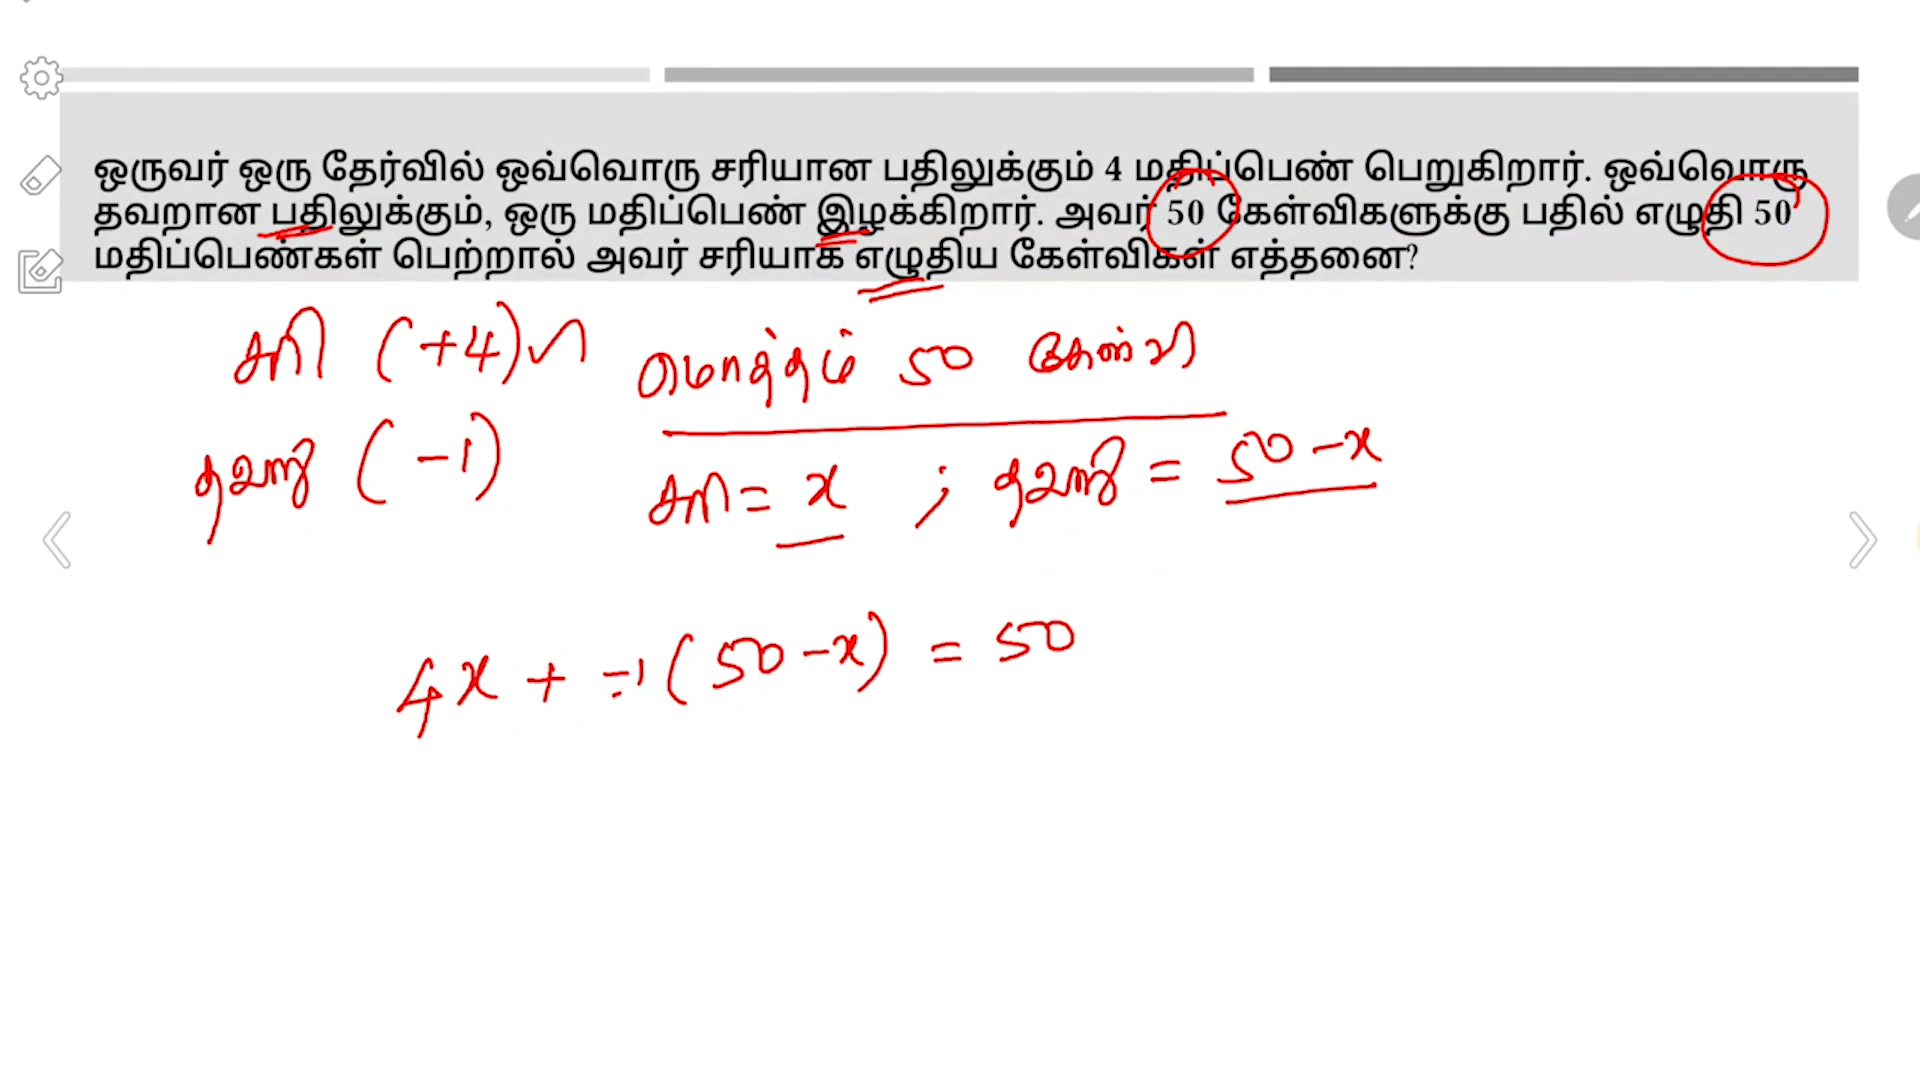 ஒருவர் ஒரு தேர்வில் ஒவ்வொரு சரியான பதிலுக்கும் 4 மதிப்பெண் பெறுகிறார். ஒவ்வொரு
தவறான பதிலுக்கும், ஒரு மதிப்பெண் இழக்கிறார். அவர் 50 கேள்விகளுக்கு பதில் எழுதி 50
மதிப்பெண்கள் பெற்றால் அவர் சரியாக எழுதிய கேள்விகள் எத்தனை?
சரி (+4) மொத்தம் 50 கேள்வி
தவறு (-1)
சரி = x ; தவறு = 50 - x
4x + -1 (50 - x) = 50